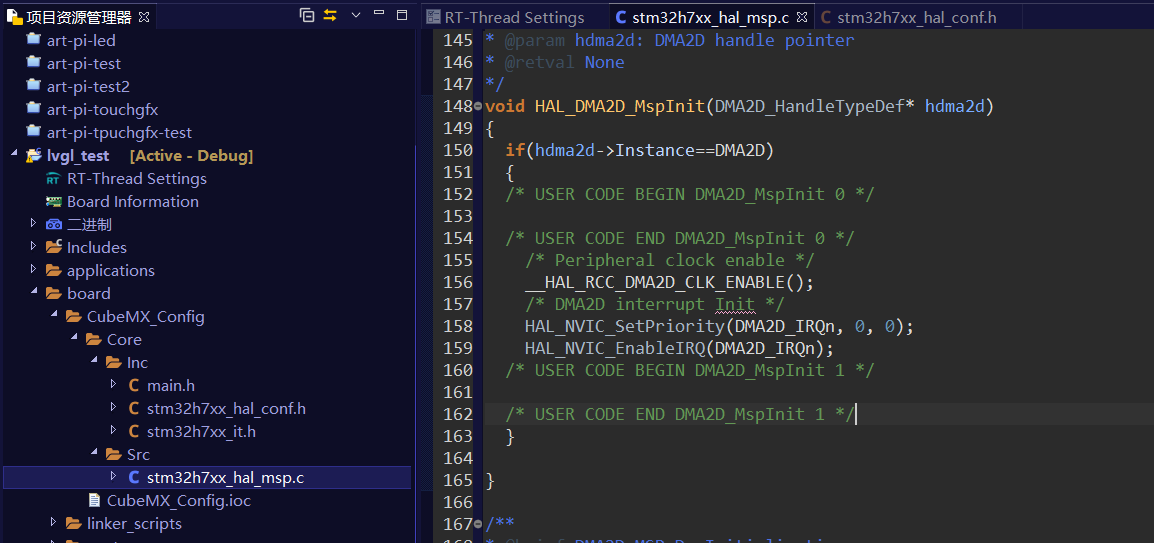 项目资源管理器
art-pi-led
art-pi-test
art-pi-test2
art-pi-touchgfx
art-pi-tpuchgfx-test
lvgl_test [Active - Debug]
RT-Thread Settings
Board Information
二进制
Includes
applications
board
CubeMX_Config
Core
Inc
main.h
stm32h7xx_hal_conf.h
stm32h7xx_it.h
Src
stm32h7xx_hal_msp.c
CubeMX_Config.ioc
linker_scripts
RT-Thread Settings
stm32h7xx_hal_msp.c
stm32h7xx_hal_conf.h
145 * @param hdma2d: DMA2D handle pointer
146 * @retval None
147 */
148 void HAL_DMA2D_MspInit(DMA2D_HandleTypeDef* hdma2d)
149 {
150 if(hdma2d->Instance==DMA2D)
151 {
152 /* USER CODE BEGIN DMA2D_MspInit 0 */
153
154 /* USER CODE END DMA2D_MspInit 0 */
155 /* Peripheral clock enable */
156 __HAL_RCC_DMA2D_CLK_ENABLE();
157 /* DMA2D interrupt Init */
158 HAL_NVIC_SetPriority(DMA2D_IRQn, 0, 0);
159 HAL_NVIC_EnableIRQ(DMA2D_IRQn);
160 /* USER CODE BEGIN DMA2D_MspInit 1 */
161
162 /* USER CODE END DMA2D_MspInit 1 */
163 }
164
165 }
166
167 /**